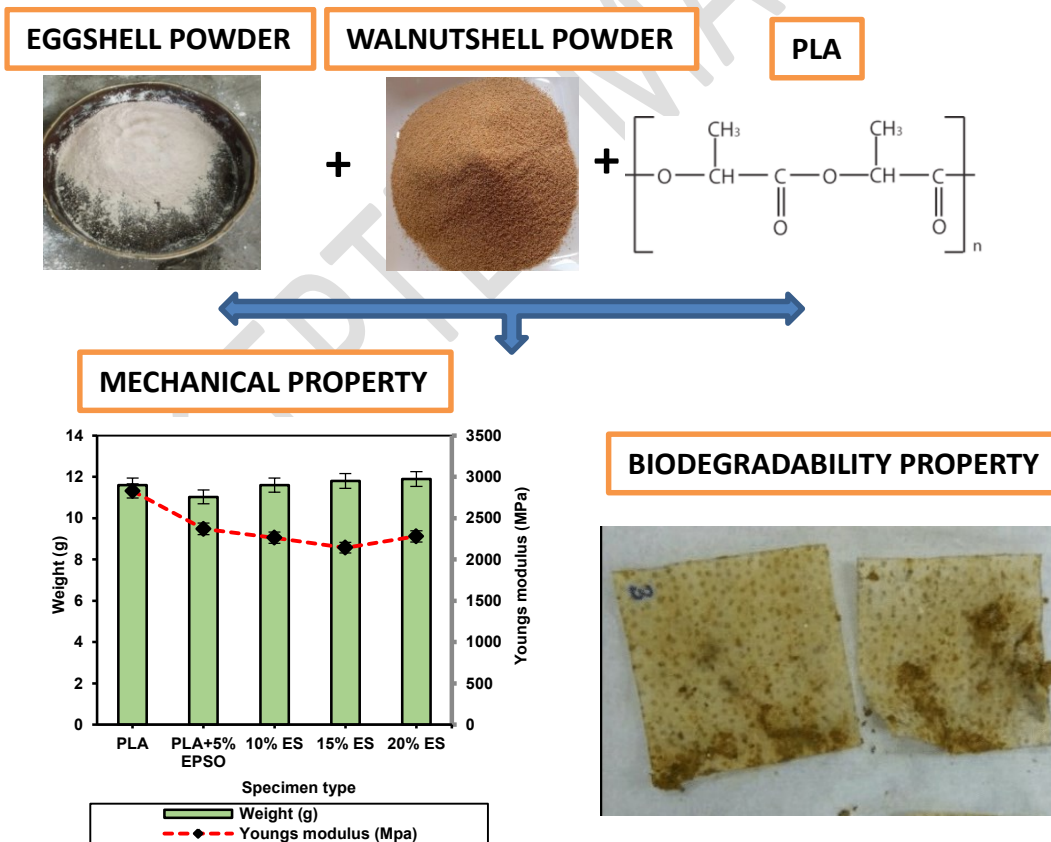 EGGSHELL POWDER
WALNUTSHELL POWDER
PLA
+
+
CH₃
CH₃
O
CH
C
O
CH
C
O
O
n
MECHANICAL PROPERTY
14
12
10
8
6
4
2
0
Weight (g)
3500
3000
2500
2000
1500
1000
500
0
Youngs modulus (MPa)
PLA
PLA+5%
EPSO
10% ES
15% ES
20% ES
Specimen type
Weight (g)
Youngs modulus (Mpa)
BIODEGRADABILITY PROPERTY
3